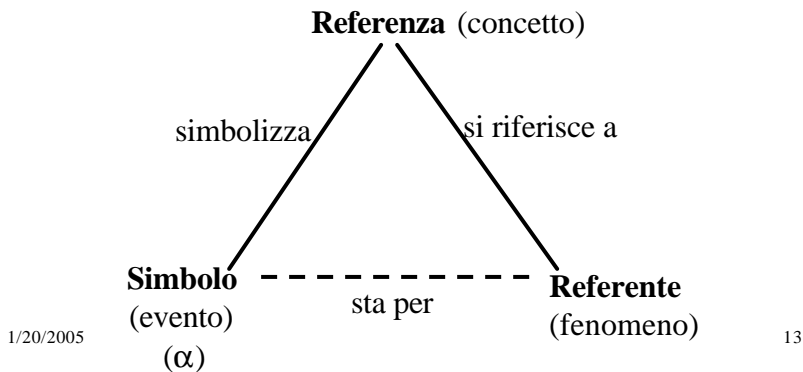 Referenza (concetto)
simbolizza
si riferisce a
Simbolo
(evento)
(α)
sta per
Referente
(fenomeno)
1/20/2005
13